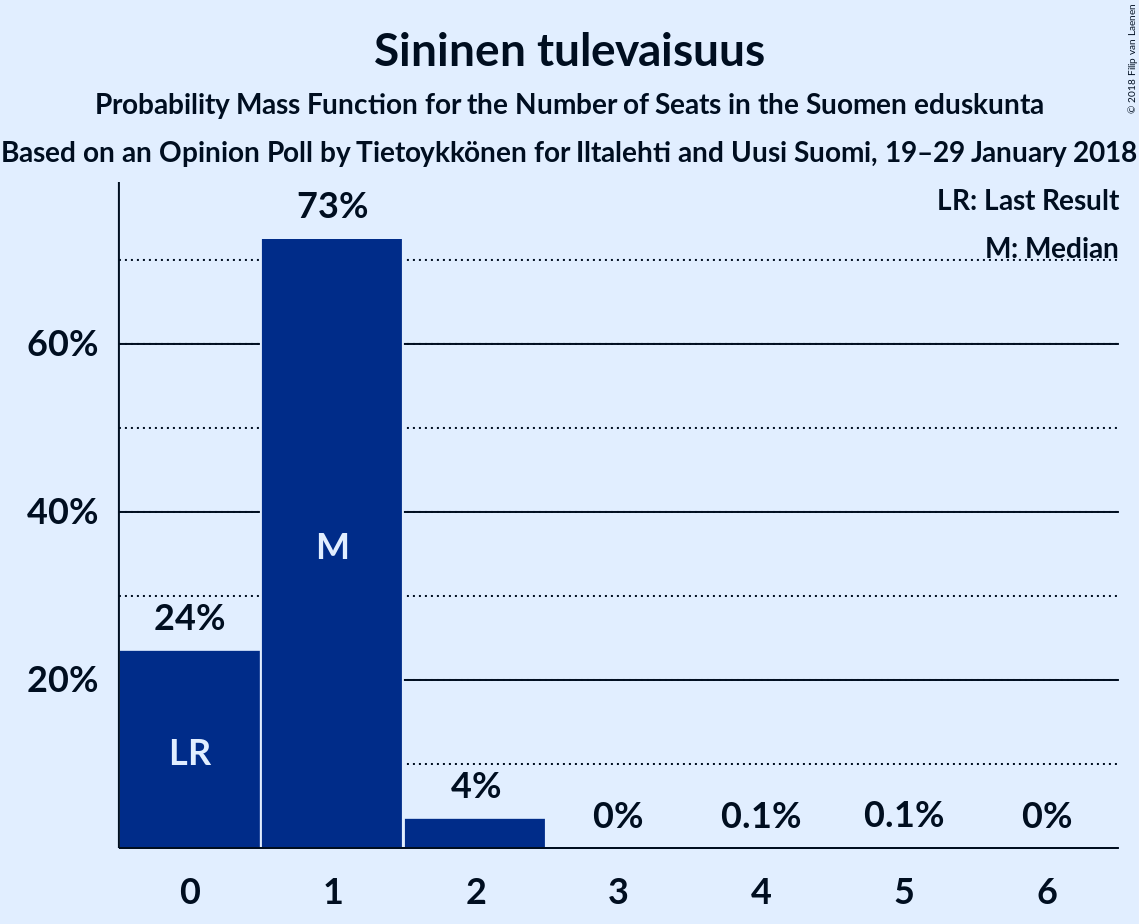 Sininen tulevaisuus
Probability Mass Function for the Number of Seats in the Suomen eduskunta
Based on an Opinion Poll by Tietoykkönen for Iltalehti and Uusi Suomi, 19–29 January 2018
© 2018 Filip van Laenen
LR: Last Result
M: Median
73%
60%
40%
M
24%
20%
LR
4%
0%
0.1%
0.1%
0%
0 1 2 3 4 5 6